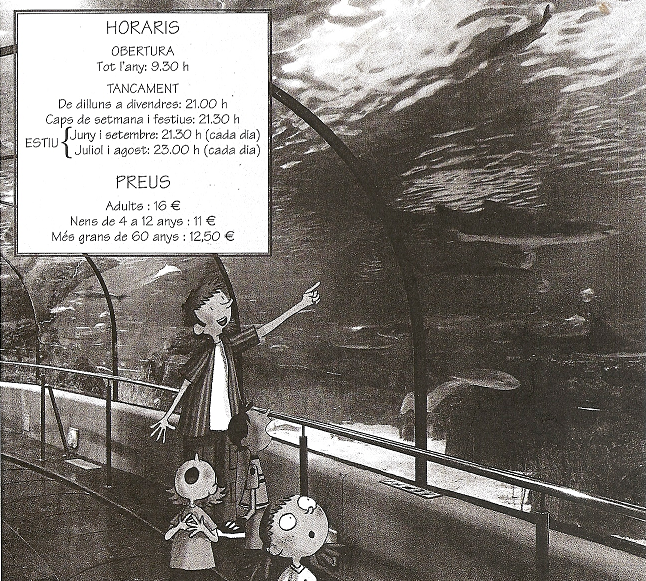 HORARIS
OBERTURA
Tot l'any: 9.30 h
TANCAMENT
De dilluns a divendres: 21.00 h
Caps de setmana i festius: 21.30 h
ESTIU { Juny i setembre: 21.30 h (cada dia)
Juliol i agost: 23.00 h (cada dia)
PREUS
Adults : 16 €
Nens de 4 a 12 anys : 11 €
Més grans de 60 anys : 12,50 €